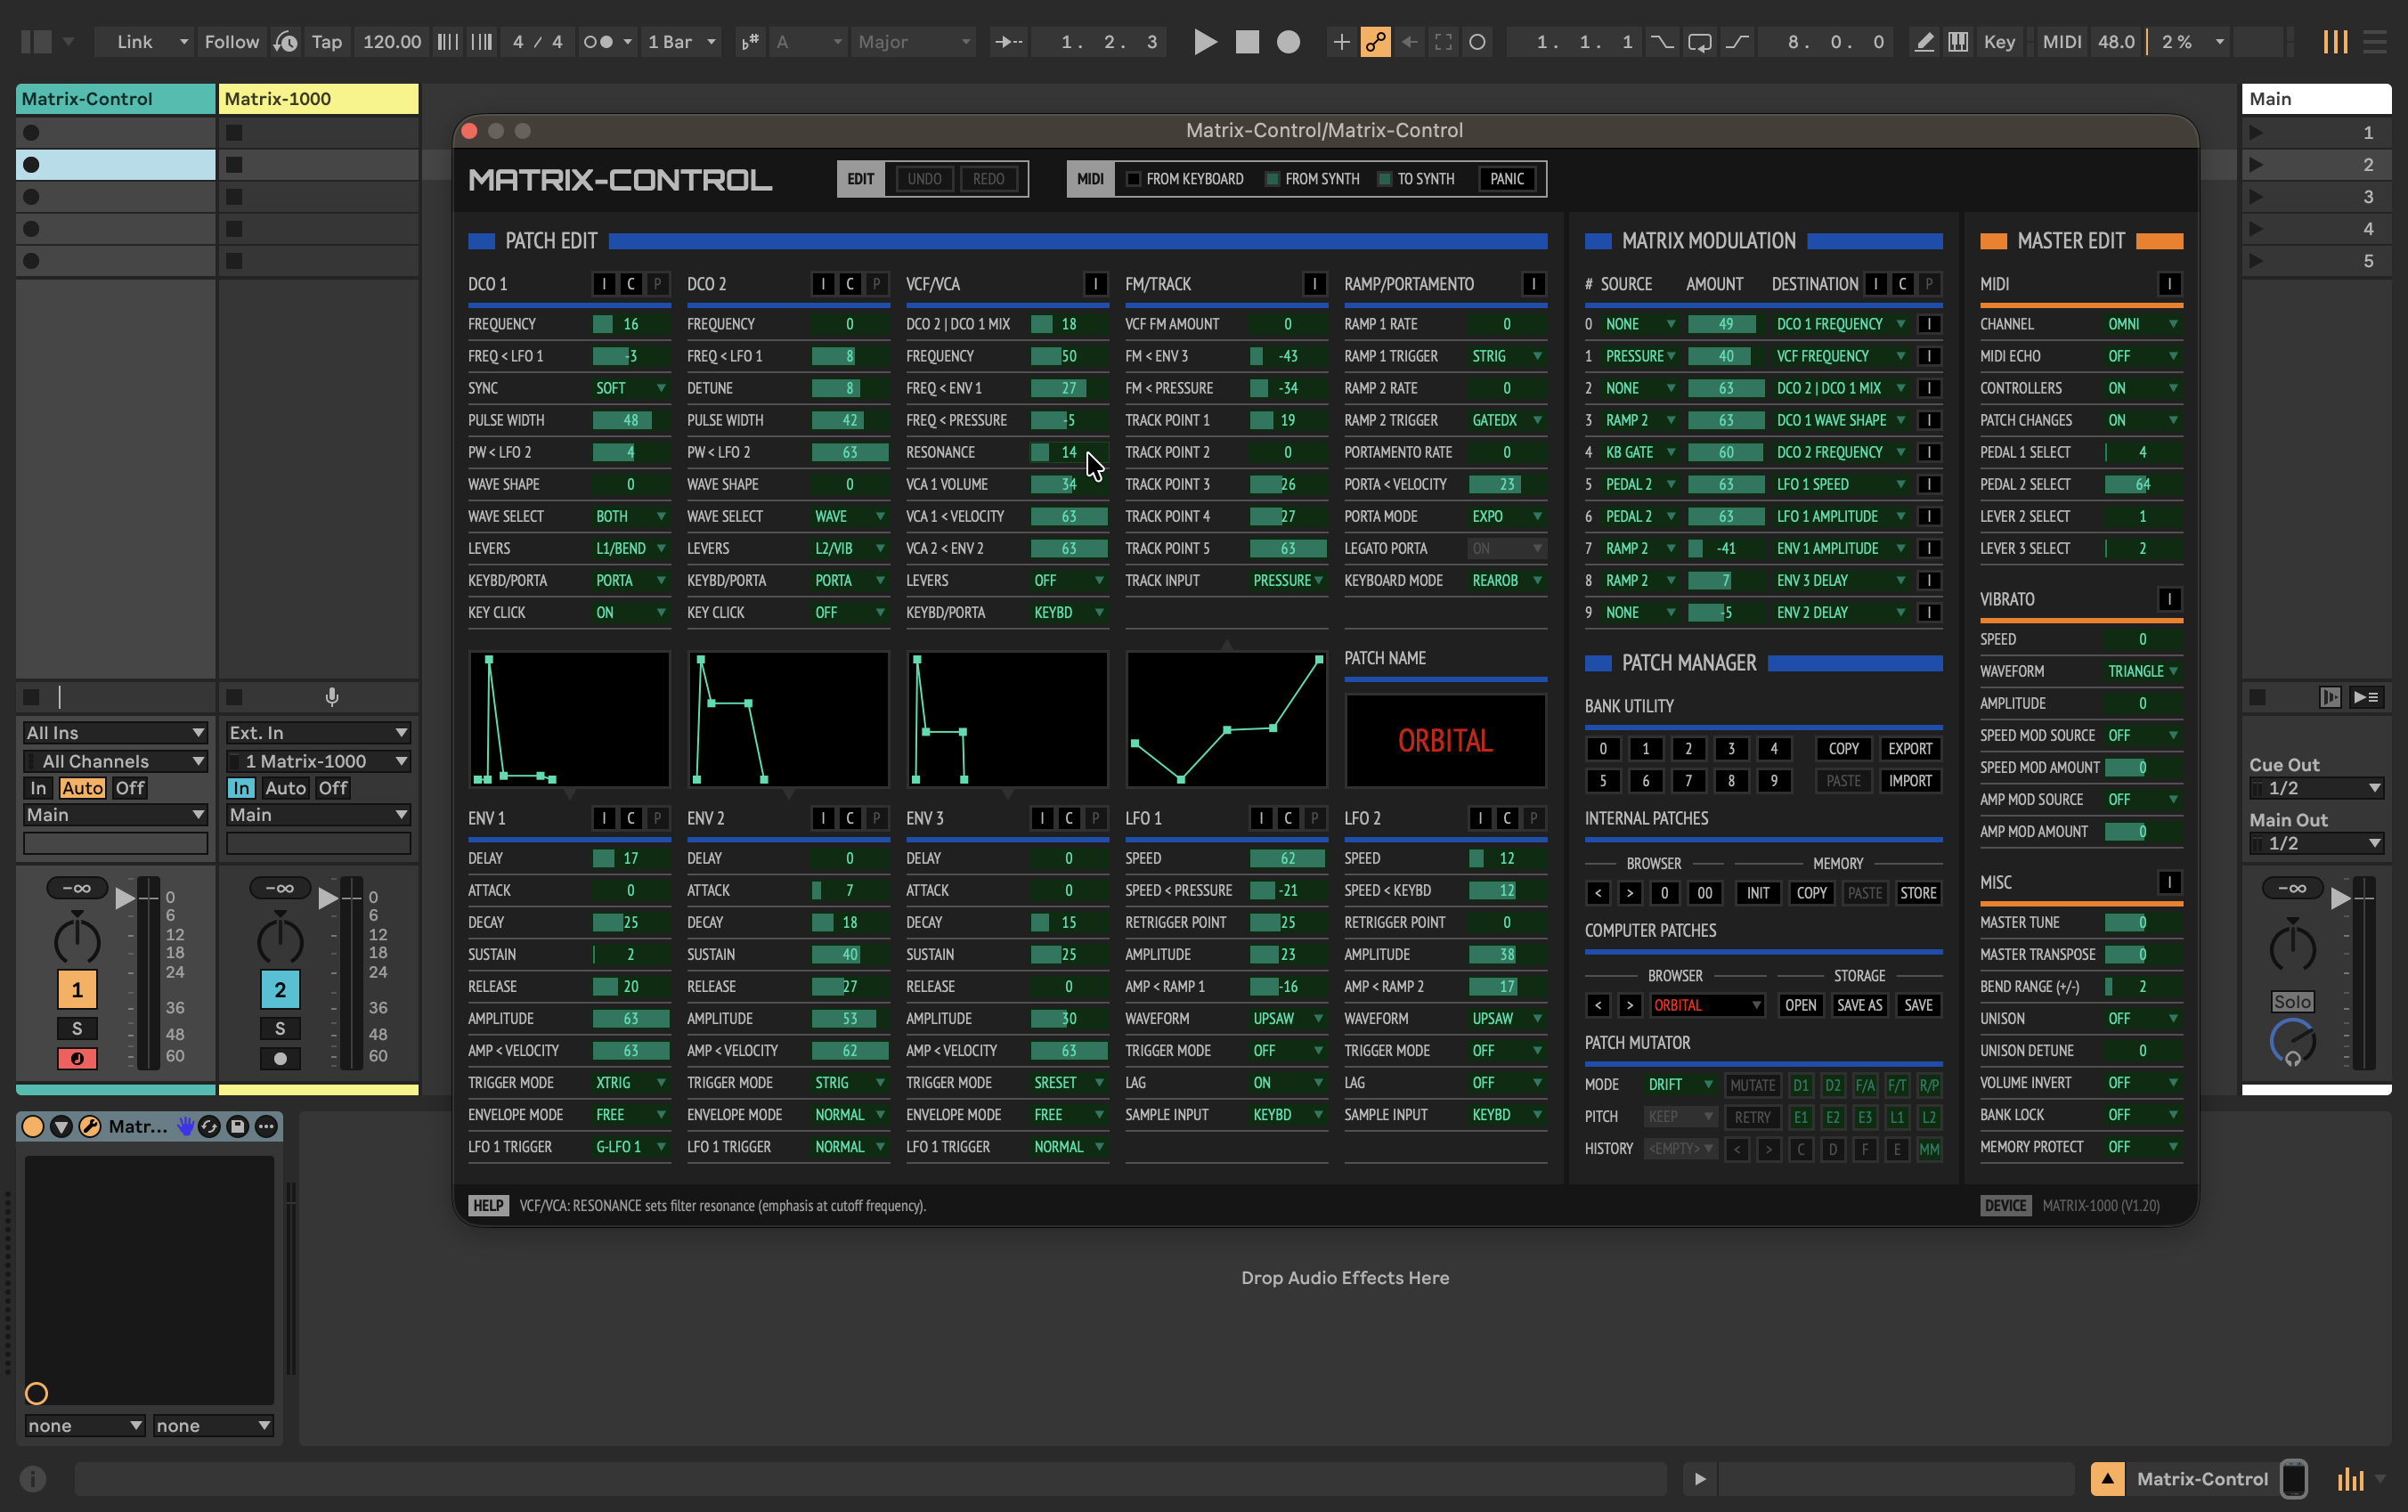 Link Follow Tap 120.00 4 / 4 1 Bar A Major 1. 2. 3 1. 1. 1 8. 0. 0 Key MIDI 48.0 2 %
Matrix-Control Matrix-1000 Main
Matrix-Control/Matrix-Control
1
2
3
4
5
MATRIX-CONTROL EDIT UNDO REDO MIDI FROM KEYBOARD FROM SYNTH TO SYNTH PANIC
PATCH EDIT MATRIX MODULATION MASTER EDIT
DCO 1 I C P
FREQUENCY 16
FREQ < LFO 1 -3
SYNC SOFT
PULSE WIDTH 48
PW < LFO 2 4
WAVE SHAPE 0
WAVE SELECT BOTH
LEVERS L1/BEND
KEYBD/PORTA PORTA
KEY CLICK ON
DCO 2 I C P
FREQUENCY 0
FREQ < LFO 1 8
DETUNE 8
PULSE WIDTH 42
PW < LFO 2 63
WAVE SHAPE 0
WAVE SELECT WAVE
LEVERS L2/VIB
KEYBD/PORTA PORTA
KEY CLICK OFF
VCF/VCA I
DCO 2 | DCO 1 MIX 18
FREQUENCY 50
FREQ < ENV 1 27
FREQ < PRESSURE -5
RESONANCE 14
VCA 1 VOLUME 34
VCA 1 < VELOCITY 63
VCA 2 < ENV 2 63
LEVERS OFF
KEYBD/PORTA KEYBD
FM/TRACK I
VCF FM AMOUNT 0
FM < ENV 3 -43
FM < PRESSURE -34
TRACK POINT 1 19
TRACK POINT 2 0
TRACK POINT 3 26
TRACK POINT 4 27
TRACK POINT 5 63
TRACK INPUT PRESSURE
RAMP/PORTAMENTO I
RAMP 1 RATE 0
RAMP 1 TRIGGER STRIG
RAMP 2 RATE 0
RAMP 2 TRIGGER GATEDX
PORTAMENTO RATE 0
PORTA < VELOCITY 23
PORTA MODE EXPO
LEGATO PORTA ON
KEYBOARD MODE REAROB
# SOURCE AMOUNT DESTINATION I C P
0 NONE 49 DCO 1 FREQUENCY I
1 PRESSURE 40 VCF FREQUENCY I
2 NONE 63 DCO 2 | DCO 1 MIX I
3 RAMP 2 63 DCO 1 WAVE SHAPE I
4 KB GATE 60 DCO 2 FREQUENCY I
5 PEDAL 2 63 LFO 1 SPEED I
6 PEDAL 2 63 LFO 1 AMPLITUDE I
7 RAMP 2 -41 ENV 1 AMPLITUDE I
8 RAMP 2 7 ENV 3 DELAY I
9 NONE -5 ENV 2 DELAY I
MIDI I
CHANNEL OMNI
MIDI ECHO OFF
CONTROLLERS ON
PATCH CHANGES ON
PEDAL 1 SELECT 4
PEDAL 2 SELECT 64
LEVER 2 SELECT 1
LEVER 3 SELECT 2
VIBRATO I
SPEED 0
WAVEFORM TRIANGLE
AMPLITUDE 0
SPEED MOD SOURCE OFF
SPEED MOD AMOUNT 0
AMP MOD SOURCE OFF
AMP MOD AMOUNT 0
MISC I
MASTER TUNE 0
MASTER TRANSPOSE 0
BEND RANGE (+/-) 2
UNISON OFF
UNISON DETUNE 0
VOLUME INVERT OFF
BANK LOCK OFF
MEMORY PROTECT OFF
PATCH NAME
ORBITAL
ENV 1 I C P
DELAY 17
ATTACK 0
DECAY 25
SUSTAIN 2
RELEASE 20
AMPLITUDE 63
AMP < VELOCITY 63
TRIGGER MODE XTRIG
ENVELOPE MODE FREE
LFO 1 TRIGGER G-LFO 1
ENV 2 I C P
DELAY 0
ATTACK 7
DECAY 18
SUSTAIN 40
RELEASE 27
AMPLITUDE 53
AMP < VELOCITY 62
TRIGGER MODE STRIG
ENVELOPE MODE NORMAL
LFO 1 TRIGGER NORMAL
ENV 3 I C P
DELAY 0
ATTACK 0
DECAY 15
SUSTAIN 25
RELEASE 0
AMPLITUDE 30
AMP < VELOCITY 63
TRIGGER MODE SRESET
ENVELOPE MODE FREE
LFO 1 TRIGGER NORMAL
LFO 1 I C P
SPEED 62
SPEED < PRESSURE -21
RETRIGGER POINT 25
AMPLITUDE 23
AMP < RAMP 1 -16
WAVEFORM UPSAW
TRIGGER MODE OFF
LAG ON
SAMPLE INPUT KEYBD
LFO 2 I C P
SPEED 12
SPEED < KEYBD 12
RETRIGGER POINT 0
AMPLITUDE 38
AMP < RAMP 2 17
WAVEFORM UPSAW
TRIGGER MODE OFF
LAG OFF
SAMPLE INPUT KEYBD
PATCH MANAGER
BANK UTILITY
0 1 2 3 4 COPY EXPORT
5 6 7 8 9 PASTE IMPORT
INTERNAL PATCHES
BROWSER MEMORY
< > 0 00 INIT COPY PASTE STORE
COMPUTER PATCHES
BROWSER STORAGE
< > ORBITAL OPEN SAVE AS SAVE
PATCH MUTATOR
MODE DRIFT MUTATE D1 D2 F/A F/T R/P
PITCH KEEP RETRY E1 E2 E3 L1 L2
HISTORY <EMPTY> < > C D F E MM
HELP VCF/VCA: RESONANCE sets filter resonance (emphasis at cutoff frequency). DEVICE MATRIX-1000 (V1.20)
All Ins
All Channels
In Auto Off
Main
-∞
0
6
12
18
24
36
48
60
1
S
Ext. In
1 Matrix-1000
In Auto Off
Main
-∞
0
6
12
18
24
36
48
60
2
S
Cue Out
1/2
Main Out
1/2
-∞
Solo
Matr...
none none
Drop Audio Effects Here
Matrix-Control